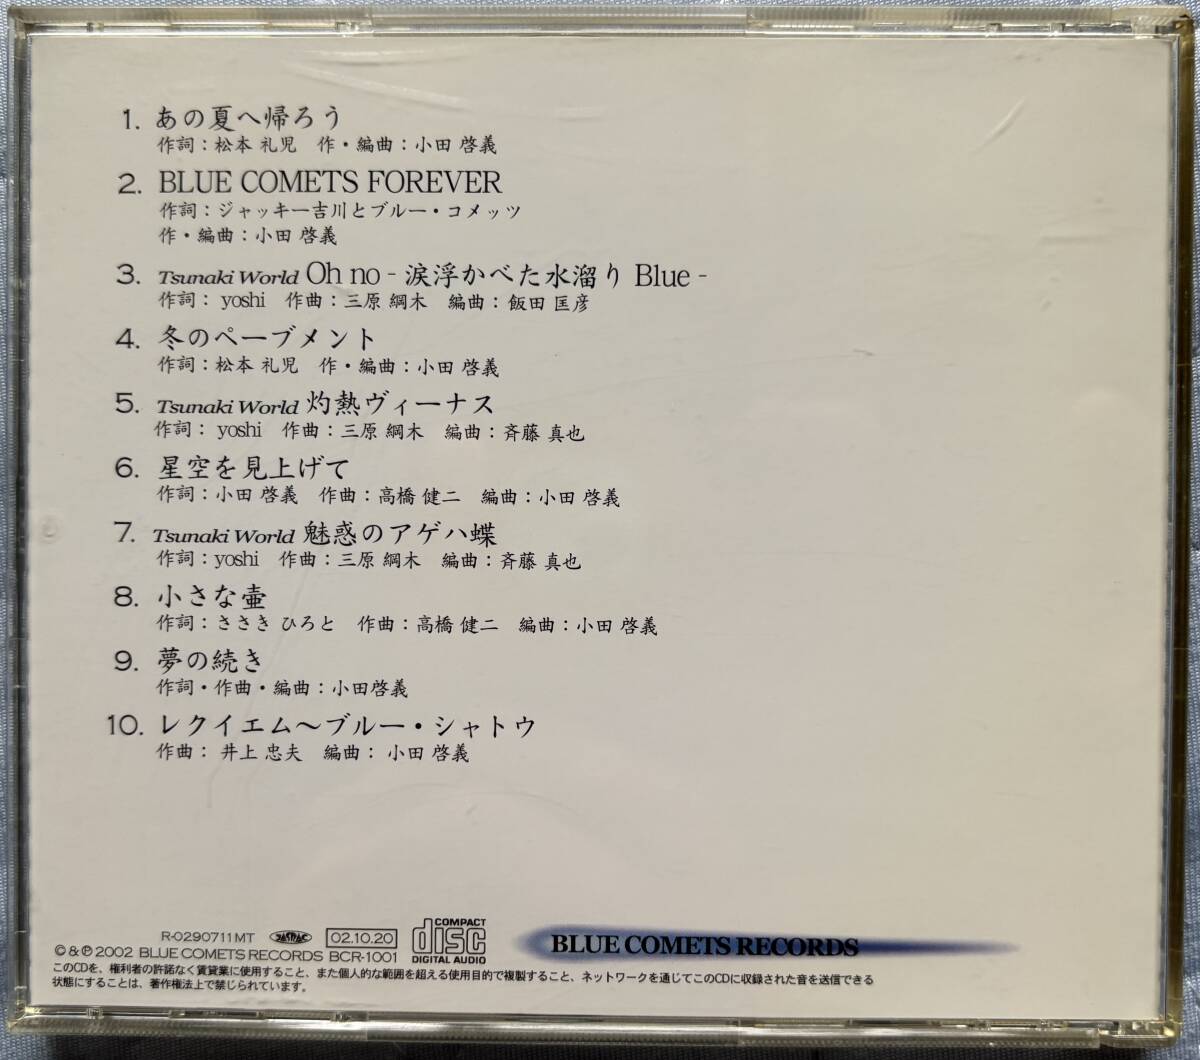 1. あの夏へ帰ろう
作詞：松本 礼児　作・編曲：小田 啓義
2. BLUE COMETS FOREVER
作詞：ジャッキー吉川とブルー・コメッツ
作・編曲：小田 啓義
3. Tsunaki World Oh no - 涙浮かべた水溜り Blue -
作詞： yoshi　作曲：三原 綱木　編曲：飯田 匡彦
4. 冬のペーブメント
作詞：松本 礼児　作・編曲：小田 啓義
5. Tsunaki World 灼熱ヴィーナス
作詞： yoshi　作曲：三原 綱木　編曲：斉藤 真也
6. 星空を見上げて
作詞：小田 啓義　作曲：高橋 健二　編曲：小田 啓義
7. Tsunaki World 魅惑のアゲハ蝶
作詞：yoshi　作曲：三原 綱木　編曲：斉藤 真也
8. 小さな壷
作詞：ささき ひろと　作曲：高橋 健二　編曲：小田 啓義
9. 夢の続き
作詞・作曲・編曲：小田啓義
10. レクイエム〜ブルー・シャトウ
作曲： 井上 忠夫　編曲： 小田 啓義
R-0290711MT JASRAC 02.10.20
COMPACT disc DIGITAL AUDIO
BLUE COMETS RECORDS
©&℗2002 BLUE COMETS RECORDS BCR-1001
このCDを、権利者の許諾なく賃貸業に使用すること、また個人的な範囲を超える使用目的で複製すること、ネットワークを通じてこのCDに収録された音を送信できる
状態にすることは、著作権法上で禁じられています。